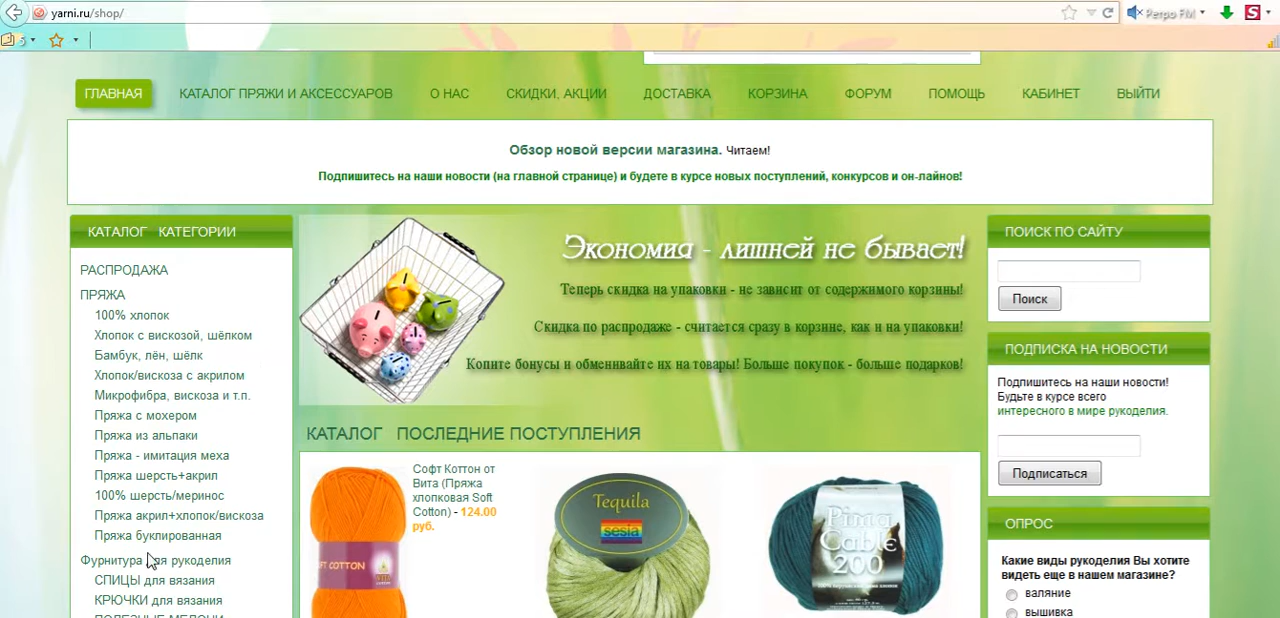 yarni.ru/shop/
Ретро FM
5
ГЛАВНАЯ
КАТАЛОГ ПРЯЖИ И АКСЕССУАРОВ
О НАС
СКИДКИ, АКЦИИ
ДОСТАВКА
КОРЗИНА
ФОРУМ
ПОМОЩЬ
КАБИНЕТ
ВЫЙТИ
Обзор новой версии магазина. Читаем!
Подпишитесь на наши новости (на главной странице) и будете в курсе новых поступлений, конкурсов и он-лайнов!
КАТАЛОГ КАТЕГОРИИ
РАСПРОДАЖА
ПРЯЖА
100% хлопок
Хлопок с вискозой, шёлком
Бамбук, лён, шёлк
Хлопок/вискоза с акрилом
Микрофибра, вискоза и т.п.
Пряжа с мохером
Пряжа из альпаки
Пряжа - имитация меха
Пряжа шерсть+акрил
100% шерсть/меринос
Пряжа акрил+хлопок/вискоза
Пряжа буклированная
Фурнитура для рукоделия
СПИЦЫ для вязания
КРЮЧКИ для вязания
ПОЛЕЗНЫЕ МЕЛОЧИ
Экономия - лишней не бывает!
Теперь скидка на упаковки - не зависит от содержимого корзины!
Скидка по распродаже - считается сразу в корзине, как и на упаковки!
Копите бонусы и обменивайте их на товары! Больше покупок - больше подарков!
КАТАЛОГ ПОСЛЕДНИЕ ПОСТУПЛЕНИЯ
SOFT COTTON
Софт Коттон от
Вита (Пряжа
хлопковая Soft
Cotton) - 124.00
руб.
Tequila
sesia
Pima
Cable
200
ПОИСК ПО САЙТУ
Поиск
ПОДПИСКА НА НОВОСТИ
Подпишитесь на наши новости!
Будьте в курсе всего
интересного в мире рукоделия.
Подписаться
ОПРОС
Какие виды рукоделия Вы хотите
видеть еще в нашем магазине?
валяние
вышивка